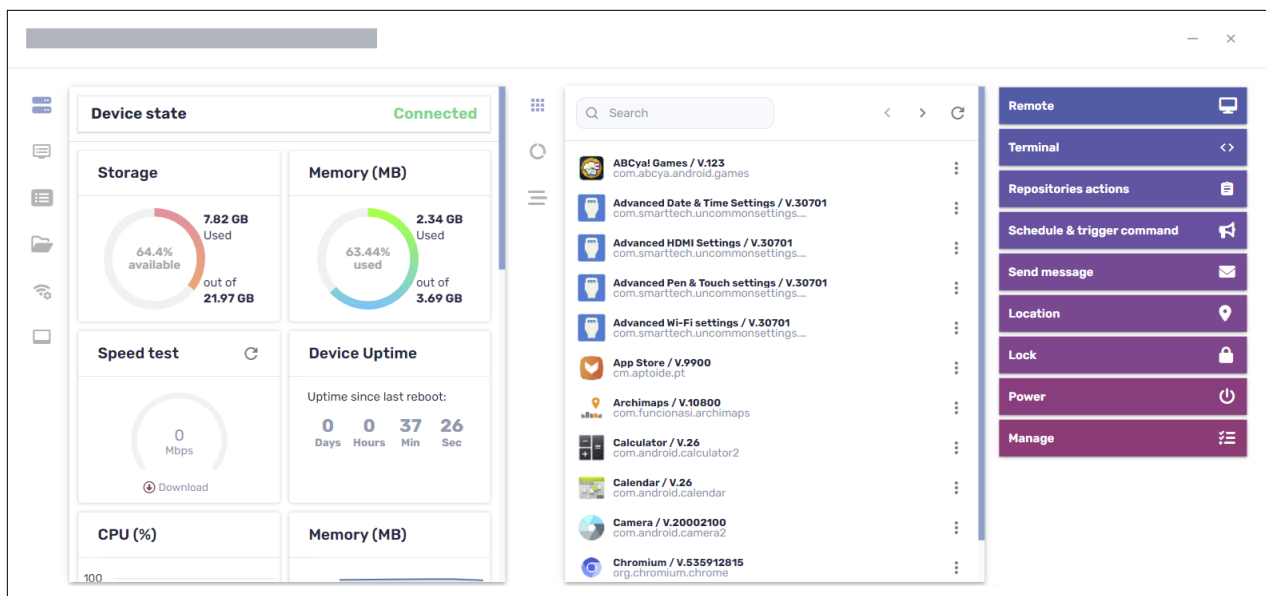 Device state
Connected
Storage
7.82 GB
Used
64.4%
available
out of
21.97 GB
Memory (MB)
2.34 GB
Used
63.44%
used
out of
3.69 GB
Speed test
0
Mbps
Download
Device Uptime
Uptime since last reboot:
0 0 37 26
Days Hours Min Sec
CPU (%)
100
Memory (MB)
Search
ABCya! Games / V.123
com.abcya.android.games
Advanced Date & Time Settings / V.30701
com.smarttech.uncommonsettings....
Advanced HDMI Settings / V.30701
com.smarttech.uncommonsettings....
Advanced Pen & Touch settings / V.30701
com.smarttech.uncommonsettings....
Advanced Wi-Fi settings / V.30701
com.smarttech.uncommonsettings....
App Store / V.9900
cm.aptoide.pt
Archimaps / V.10800
com.funcionasi.archimaps
Calculator / V.26
com.android.calculator2
Calendar / V.26
com.android.calendar
Camera / V.20002100
com.android.camera2
Chromium / V.535912815
org.chromium.chrome
Remote
Terminal
Repositories actions
Schedule & trigger command
Send message
Location
Lock
Power
Manage